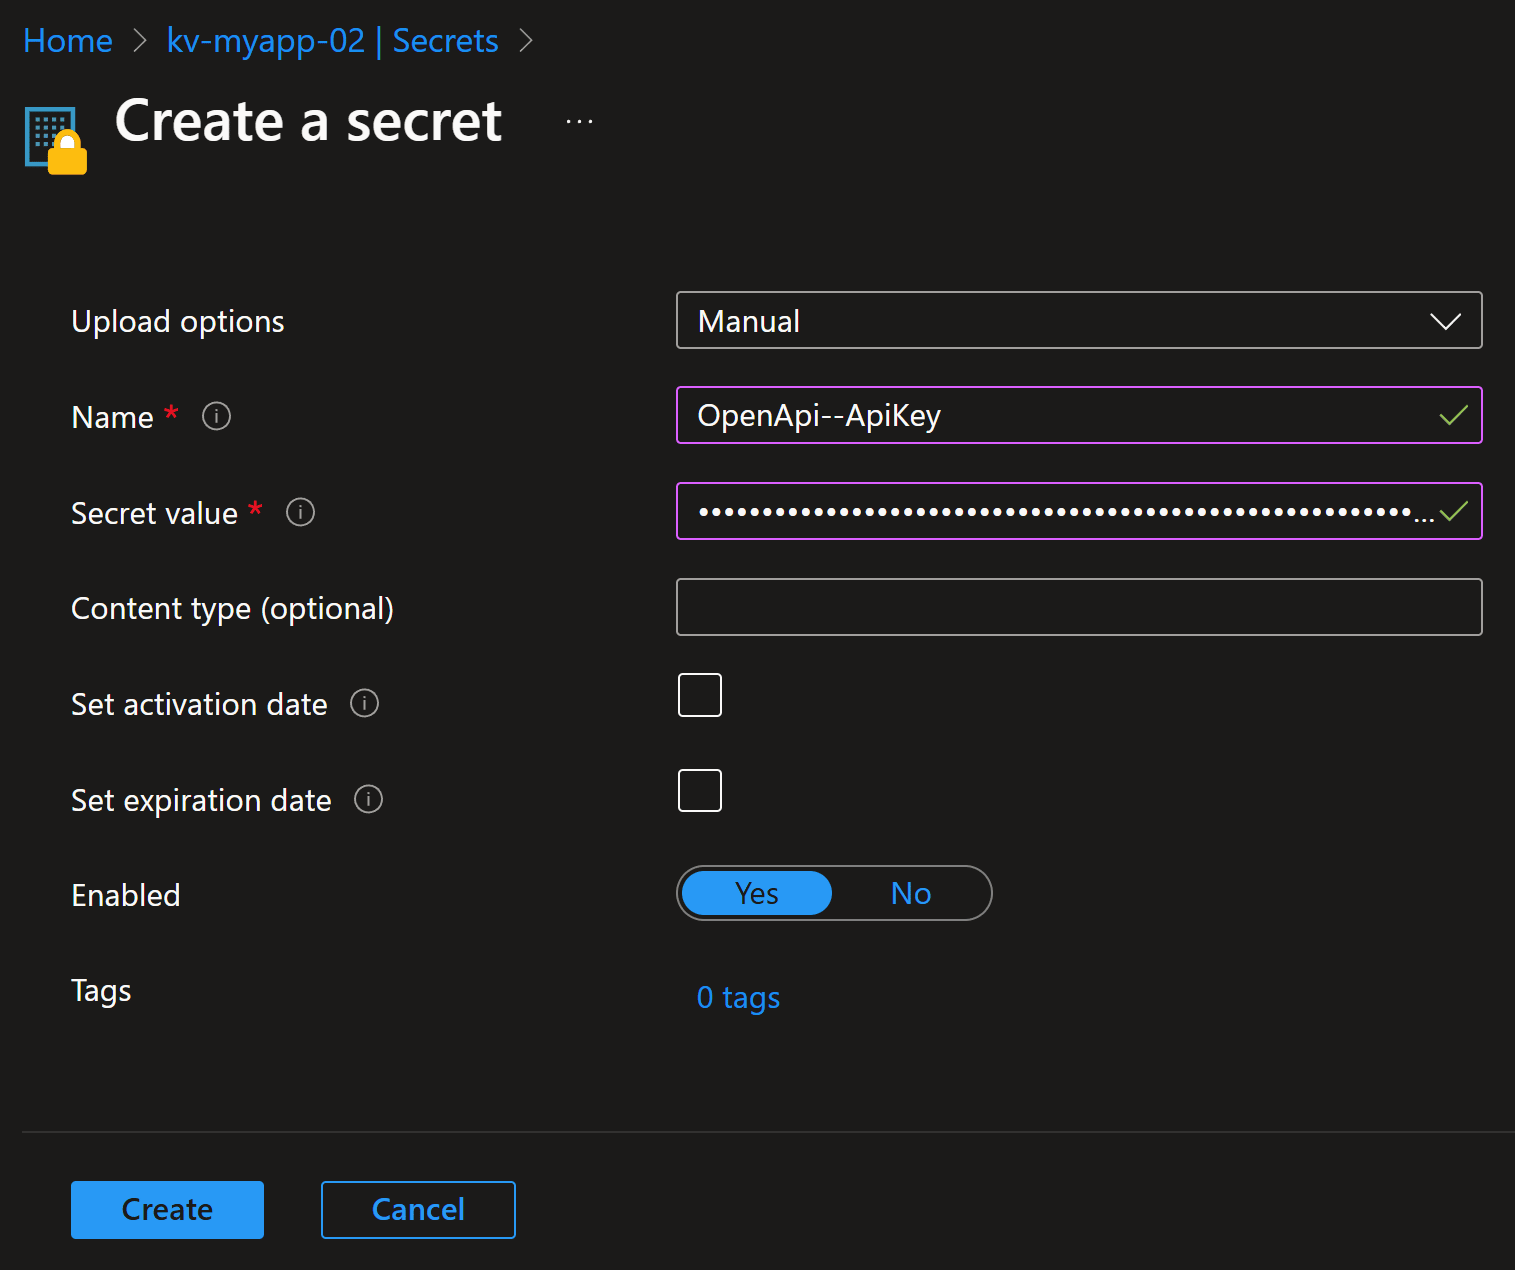 Home > kv-myapp-02 | Secrets >
Create a secret ...
Upload options Manual
Name * OpenApi--ApiKey
Secret value * ••••••••••••••••••••••••••••••••••••••••••••••••••••••••...
Content type (optional)
Set activation date
Set expiration date
Enabled Yes No
Tags 0 tags
Create Cancel